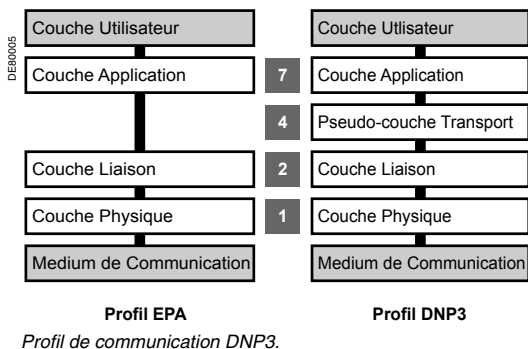 DE80005
Couche Utilisateur
Couche Application
Couche Liaison
Couche Physique
Medium de Communication
7
4
2
1
Couche Utlisateur
Couche Application
Pseudo-couche Transport
Couche Liaison
Couche Physique
Medium de Communication
Profil EPA
Profil DNP3
Profil de communication DNP3.